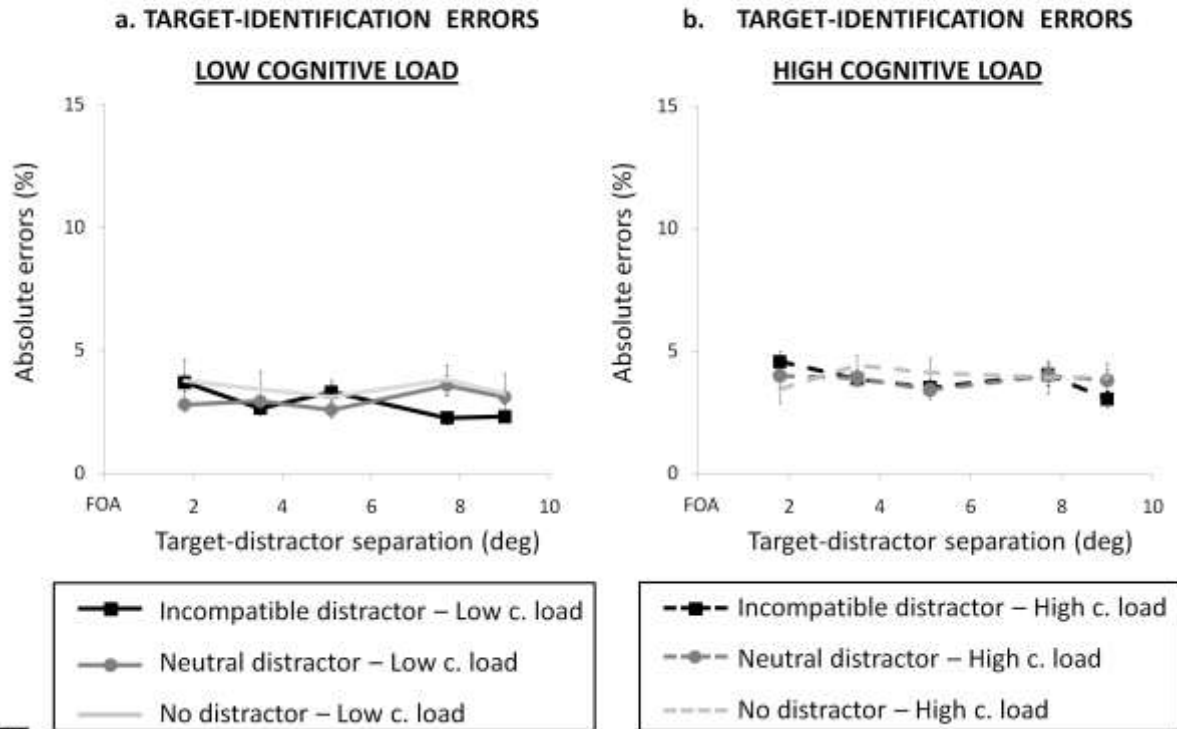 a. TARGET-IDENTIFICATION ERRORS
LOW COGNITIVE LOAD
15
10
5
0
Absolute errors (%)
FOA 2 4 6 8 10
Target-distractor separation (deg)
Incompatible distractor – Low c. load
Neutral distractor – Low c. load
No distractor – Low c. load
b. TARGET-IDENTIFICATION ERRORS
HIGH COGNITIVE LOAD
15
10
5
0
Absolute errors (%)
FOA 2 4 6 8 10
Target-distractor separation (deg)
Incompatible distractor – High c. load
Neutral distractor – High c. load
No distractor – High c. load